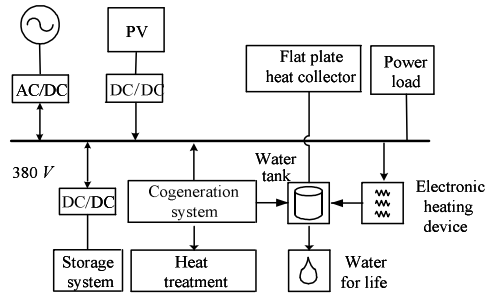 PV
Flat plate
heat collector
Power
load
AC/DC
DC/DC
380 V
Water
tank
DC/DC
Cogeneration
system
Electronic
heating
device
Storage
system
Heat
treatment
Water
for life